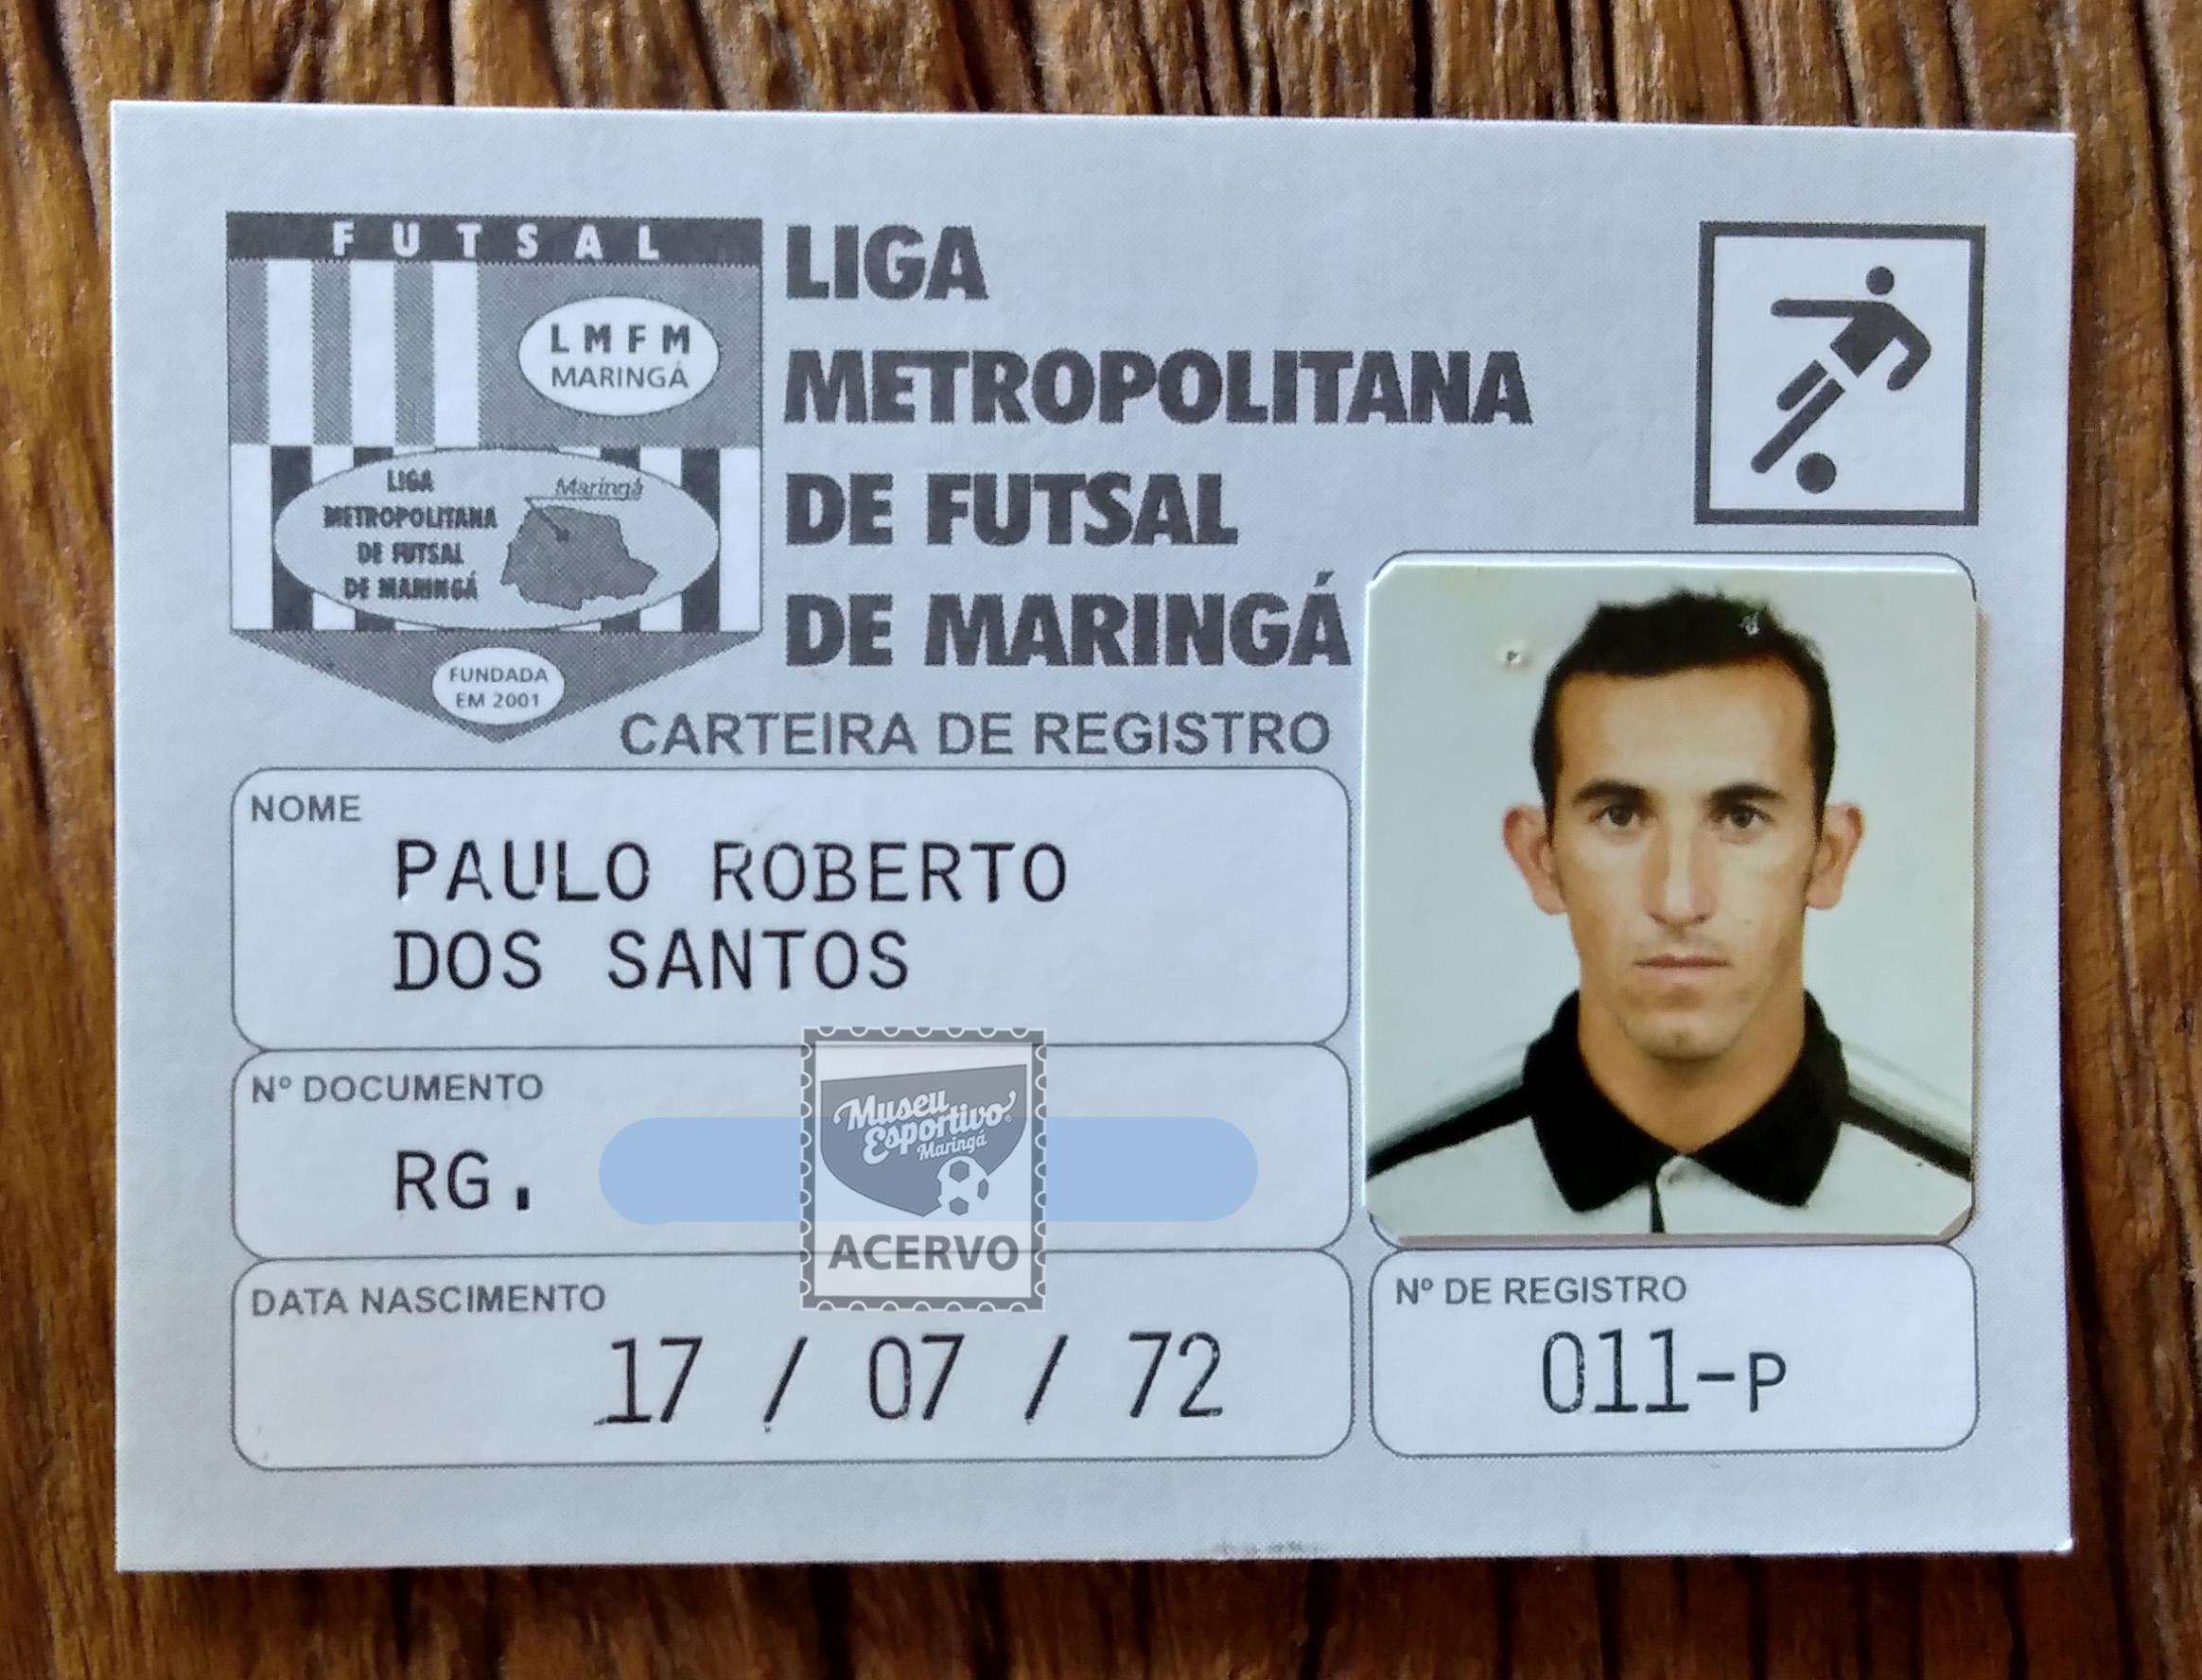 FUTSAL
LMFM
MARINGÁ
LIGA
METROPOLITANA
DE FUTSAL
DE MARINGÁ
Maringá
FUNDADA
EM 2001
LIGA
METROPOLITANA
DE FUTSAL
DE MARINGÁ
CARTEIRA DE REGISTRO
NOME
PAULO ROBERTO
DOS SANTOS
Nº DOCUMENTO
RG.
Museu
Esportivo
Maringá
ACERVO
DATA NASCIMENTO
17 / 07 / 72
Nº DE REGISTRO
011-P